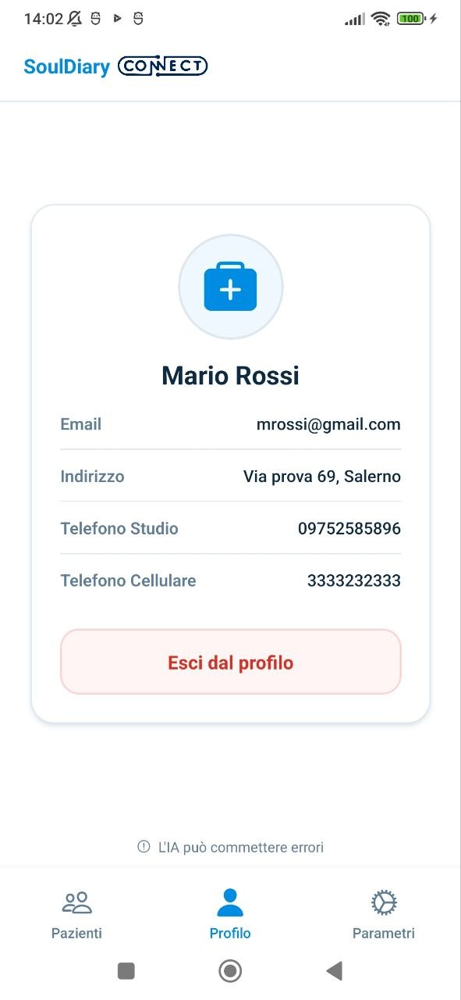 14:02
100
SoulDiary CONNECT
Mario Rossi
Email mrossi@gmail.com
Indirizzo Via prova 69, Salerno
Telefono Studio 09752585896
Telefono Cellulare 3333232333
Esci dal profilo
L'IA può commettere errori
Pazienti Profilo Parametri